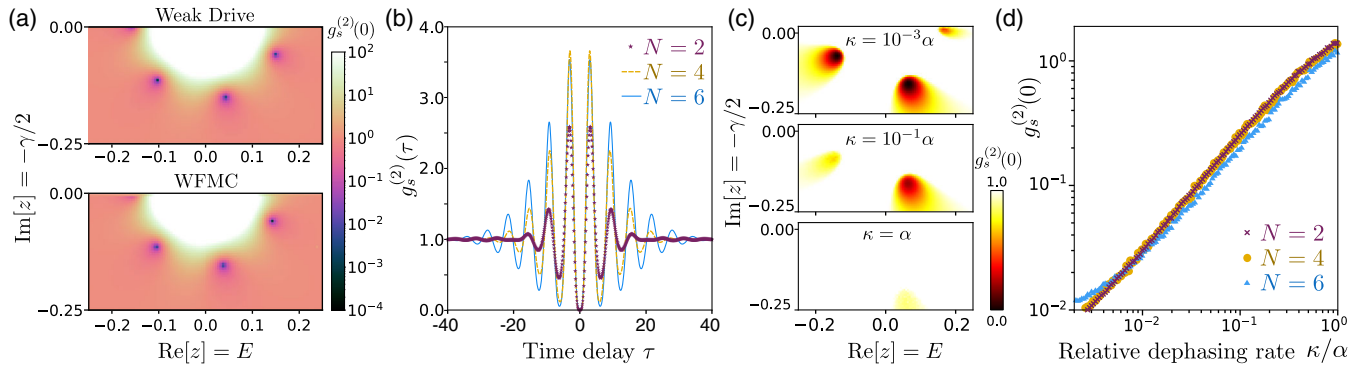 (a)
Weak Drive
g_s^{(2)}(0)
0.00
−0.25
−0.1 0.0 0.1 0.2
WFMC
0.00
−0.25
−0.2 −0.1 0.0 0.1 0.2
Im[z] = −γ/2
Re[z] = E
10^2
10^1
10^0
10^{-1}
10^{-2}
10^{-3}
10^{-4}
(b)
4.0
3.0
2.0
1.0
0.0
g_s^{(2)}(τ)
N = 2
N = 4
N = 6
−40 −20 0 20 40
Time delay τ
(c)
0.00
−0.25
κ = 10^{-3}α
0.00
−0.25
κ = 10^{-1}α
0.00
−0.25
κ = α
Im[z] = −γ/2
−0.2 0.0 0.2
Re[z] = E
g_s^{(2)}(0)
1.0
0.0
(d)
10^0
10^{-1}
10^{-2}
g_s^{(2)}(0)
N = 2
N = 4
N = 6
10^{-2} 10^{-1} 10^0
Relative dephasing rate κ/α